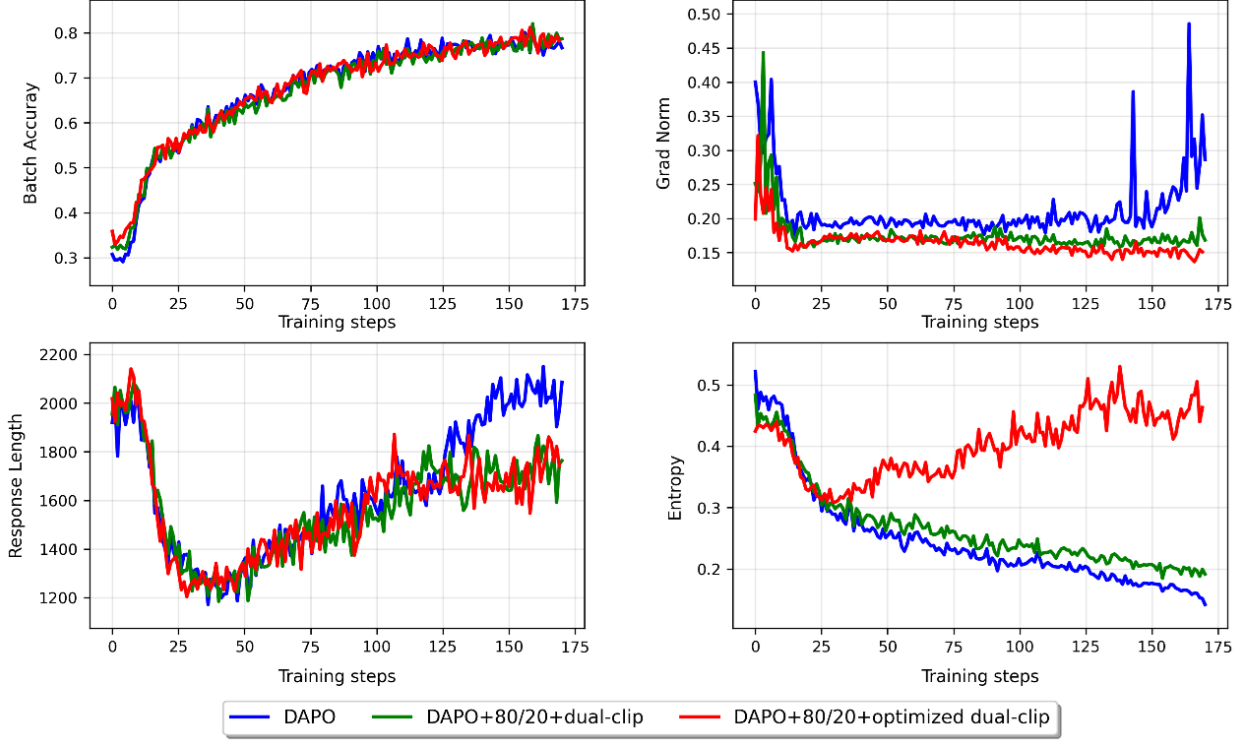 0.8
0.7
0.6
0.5
0.4
0.3
Batch Accuray
0 25 50 75 100 125 150 175
Training steps
0.50
0.45
0.40
0.35
0.30
0.25
0.20
0.15
Grad Norm
0 25 50 75 100 125 150 175
Training steps
2200
2000
1800
1600
1400
1200
Response Length
0 25 50 75 100 125 150 175
Training steps
0.5
0.4
0.3
0.2
Entropy
0 25 50 75 100 125 150 175
Training steps
DAPO DAPO+80/20+dual-clip DAPO+80/20+optimized dual-clip